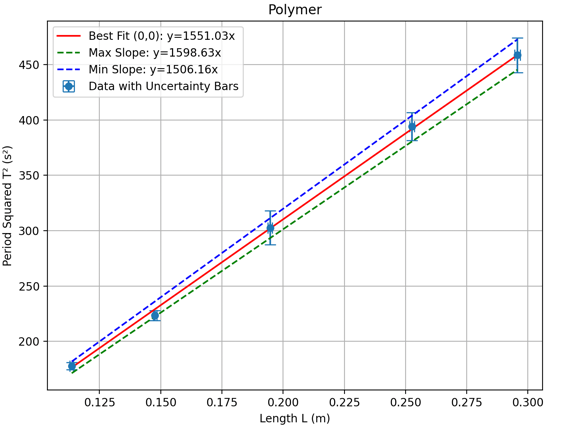 Polymer
Best Fit (0,0): y=1551.03x
Max Slope: y=1598.63x
Min Slope: y=1506.16x
Data with Uncertainty Bars
Period Squared T² (s²)
450
400
350
300
250
200
0.125 0.150 0.175 0.200 0.225 0.250 0.275 0.300
Length L (m)